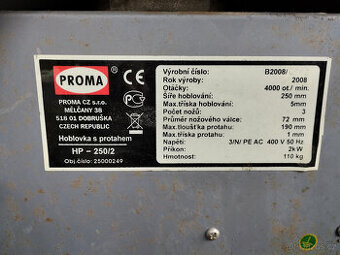 PROMA
CE
PROMA CZ s.r.o.
MĚLČANY 38
518 01 DOBRUŠKA
CZECH REPUBLIC
Hoblovka s protahem
HP - 250/2
Obj.číslo: 25000249
Výrobní číslo: B2008/
Rok výroby: 2008
Otáčky: 4000 ot./ min.
Šíře hoblování: 250 mm
Max.tříska hoblování: 5mm
Počet nožů: 3
Průměr nožového válce: 72 mm
Max.tloušťka protahu: 190 mm
Max.tříska protahu: 1 mm
Napětí: 3/N/ PE AC 400 V 50 Hz
Příkon: 2kW
Hmotnost: 110 kg